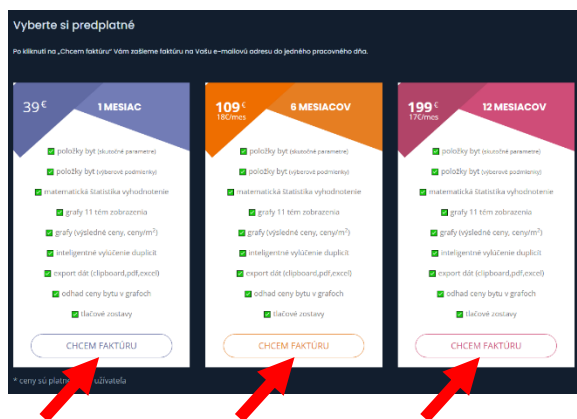 Vyberte si predplatné
Po kliknutí na „Chcem faktúru“ Vám zašleme faktúru na Vašu e-mailovú adresu do jedného pracovného dňa.
39€
1 MESIAC
položky byt (skutočné parametre)
položky byt (výberové podmienky)
matematická štatistika vyhodnotenie
grafy 11 tém zobrazenia
grafy (výsledné ceny, ceny/m²)
inteligentné vylúčenie duplicít
export dát (clipboard,pdf,excel)
odhad ceny bytu v grafoch
tlačové zostavy
CHCEM FAKTÚRU
109€
18€/mes
6 MESIACOV
položky byt (skutočné parametre)
položky byt (výberové podmienky)
matematická štatistika vyhodnotenie
grafy 11 tém zobrazenia
grafy (výsledné ceny, ceny/m²)
inteligentné vylúčenie duplicít
export dát (clipboard,pdf,excel)
odhad ceny bytu v grafoch
tlačové zostavy
CHCEM FAKTÚRU
199€
17€/mes
12 MESIACOV
položky byt (skutočné parametre)
položky byt (výberové podmienky)
matematická štatistika vyhodnotenie
grafy 11 tém zobrazenia
grafy (výsledné ceny, ceny/m²)
inteligentné vylúčenie duplicít
export dát (clipboard,pdf,excel)
odhad ceny bytu v grafoch
tlačové zostavy
CHCEM FAKTÚRU
* ceny sú platné užívateľa